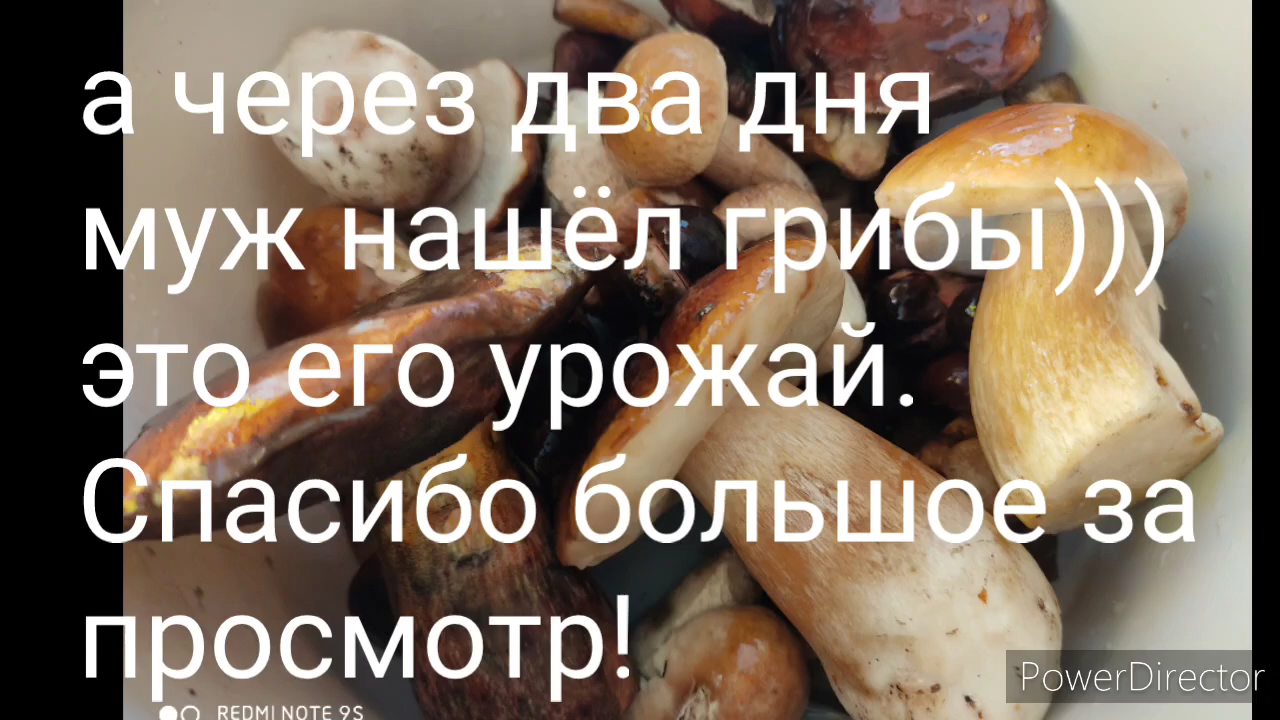 а через два дня
муж нашёл грибы)))
это его урожай.
Спасибо большое за
просмотр!
PowerDirector
REDMI NOTE 9S